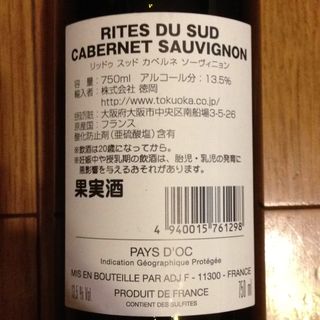 RITES DU SUD
CABERNET SAUVIGNON
リッドゥ スッド カベルネ ソーヴィニョン
容 量：750ml アルコール分：13.5%
輸入者：株式会社 徳岡
http://www.tokuoka.co.jp/
引取先：大阪府大阪市中央区南船場3-5-26
原産国：フランス
酸化防止剤（亜硫酸塩）含有
※飲酒は20歳になってから。
※妊娠中や授乳期の飲酒は、胎児・乳児の発育に
悪影響を与えるおそれがあります。
果実酒
4 940015 761298
PAYS D'OC
Indication Géographique Protégée
MIS EN BOUTEILLE PAR ADJ.F - 11300 - FRANCE
13.5 % Vol
PRODUIT DE FRANCE
750 ml
CONTIENT DES SULFITES